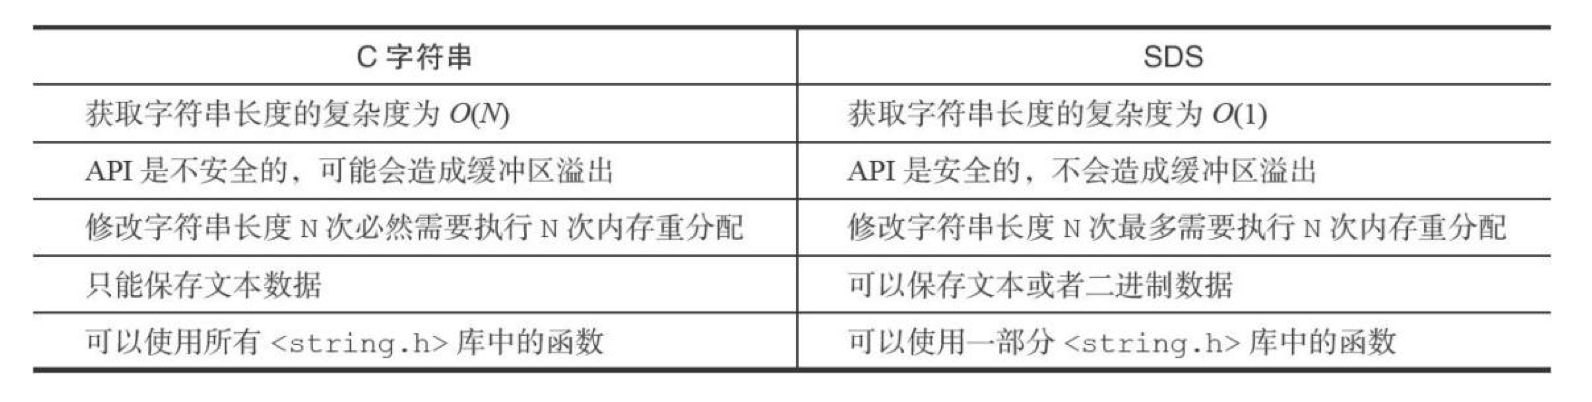 C 字符串 SDS
获取字符串长度的复杂度为 O(N) 获取字符串长度的复杂度为 O(1)
API 是不安全的，可能会造成缓冲区溢出 API 是安全的，不会造成缓冲区溢出
修改字符串长度 N 次必然需要执行 N 次内存重分配 修改字符串长度 N 次最多需要执行 N 次内存重分配
只能保存文本数据 可以保存文本或者二进制数据
可以使用所有 <string.h> 库中的函数 可以使用一部分 <string.h> 库中的函数